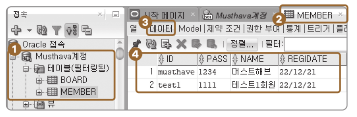 접속
시작 페이지 Musthava계정 MEMBER
열 데이터 Model 제약 조건 권한 부여 통계 트리거
Oracle 접속
정렬.. 필터:
Musthava계정
테이블(필터링됨)
BOARD
MEMBER
뷰
ID PASS NAME REGIDATE
1 musthave 1234 머스트해브 22/12/21
2 test1 1111 테스트1회원 22/12/21
1
2
3
4